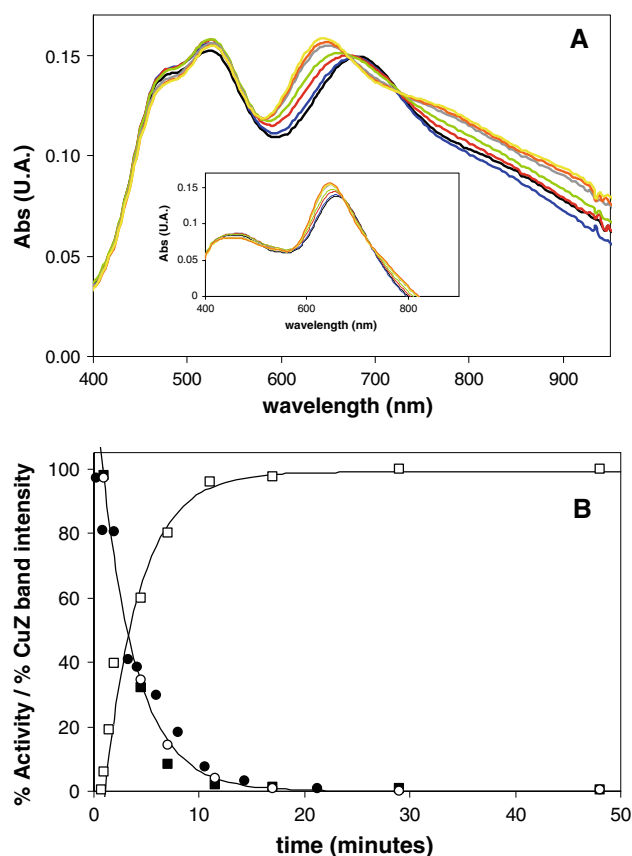 A
0.15
0.10
0.05
0.00
Abs (U.A.)
0.15
0.1
0.05
0
Abs (U.A.)
400 600 800
wavelength (nm)
400 500 600 700 800 900
wavelength (nm)
B
100
80
60
40
20
0
% Activity / % CuZ band intensity
0 10 20 30 40 50
time (minutes)